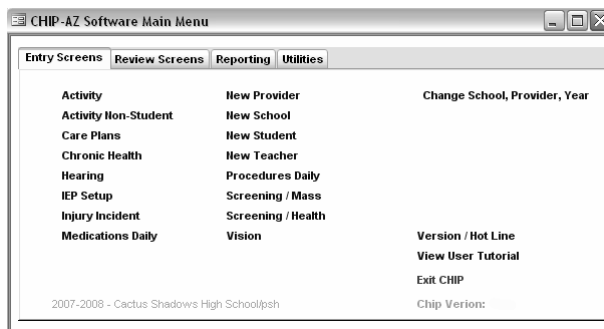 CHIP-AZ Software Main Menu
Entry Screens Review Screens Reporting Utilities
Activity New Provider Change School, Provider, Year
Activity Non-Student New School
Care Plans New Student
Chronic Health New Teacher
Hearing Procedures Daily
IEP Setup Screening / Mass
Injury Incident Screening / Health
Medications Daily Vision Version / Hot Line
View User Tutorial
Exit CHIP
2007-2008 - Cactus Shadows High School/psh Chip Verion: